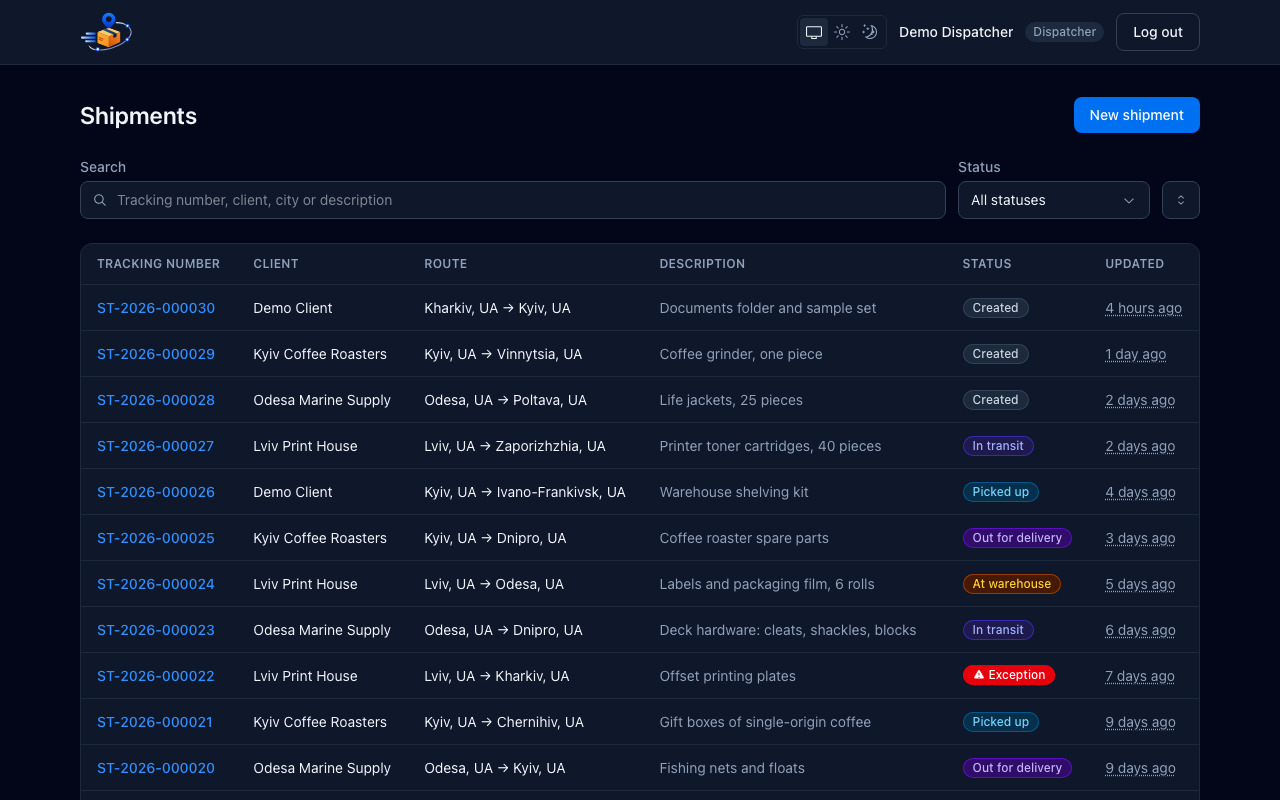 Demo Dispatcher Dispatcher Log out
Shipments New shipment
Search Status
Tracking number, client, city or description All statuses
TRACKING NUMBER CLIENT ROUTE DESCRIPTION STATUS UPDATED
ST-2026-000030 Demo Client Kharkiv, UA → Kyiv, UA Documents folder and sample set Created 4 hours ago
ST-2026-000029 Kyiv Coffee Roasters Kyiv, UA → Vinnytsia, UA Coffee grinder, one piece Created 1 day ago
ST-2026-000028 Odesa Marine Supply Odesa, UA → Poltava, UA Life jackets, 25 pieces Created 2 days ago
ST-2026-000027 Lviv Print House Lviv, UA → Zaporizhzhia, UA Printer toner cartridges, 40 pieces In transit 2 days ago
ST-2026-000026 Demo Client Kyiv, UA → Ivano-Frankivsk, UA Warehouse shelving kit Picked up 4 days ago
ST-2026-000025 Kyiv Coffee Roasters Kyiv, UA → Dnipro, UA Coffee roaster spare parts Out for delivery 3 days ago
ST-2026-000024 Lviv Print House Lviv, UA → Odesa, UA Labels and packaging film, 6 rolls At warehouse 5 days ago
ST-2026-000023 Odesa Marine Supply Odesa, UA → Dnipro, UA Deck hardware: cleats, shackles, blocks In transit 6 days ago
ST-2026-000022 Lviv Print House Lviv, UA → Kharkiv, UA Offset printing plates Exception 7 days ago
ST-2026-000021 Kyiv Coffee Roasters Kyiv, UA → Chernihiv, UA Gift boxes of single-origin coffee Picked up 9 days ago
ST-2026-000020 Odesa Marine Supply Odesa, UA → Kyiv, UA Fishing nets and floats Out for delivery 9 days ago